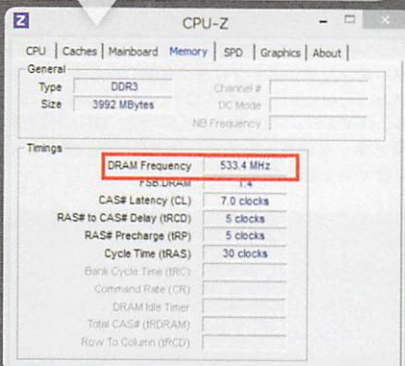 Z CPU-Z
CPU Caches Mainboard Memory SPD Graphics About
General
Type DDR3 Channel #
Size 3992 MBytes DC Mode
NB Frequency
Timings
DRAM Frequency 533.4 MHz
FSB:DRAM 1:4
CAS# Latency (CL) 7.0 clocks
RAS# to CAS# Delay (tRCD) 5 clocks
RAS# Precharge (tRP) 5 clocks
Cycle Time (tRAS) 30 clocks
Bank Cycle Time (tRC)
Command Rate (CR)
DRAM Idle Timer
Total CAS# (tRDRAM)
Row To Column (tRCD)